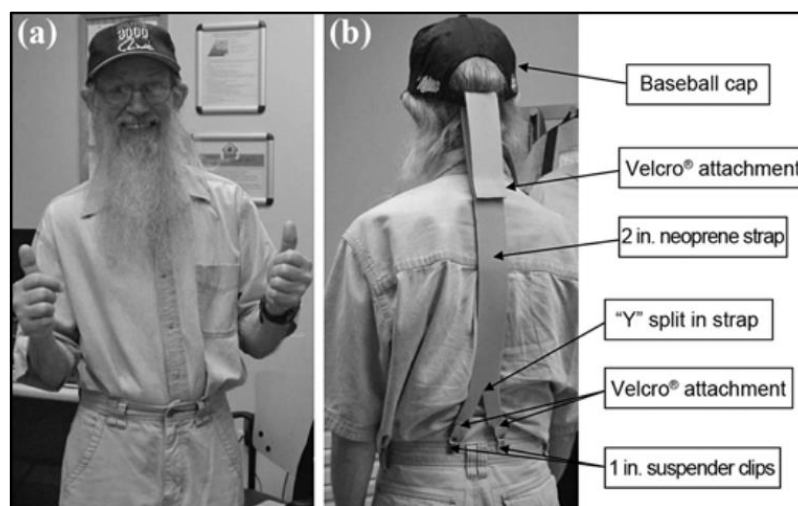 (a)
(b)
Baseball cap
Velcro® attachment
2 in. neoprene strap
“Y” split in strap
Velcro® attachment
1 in. suspender clips